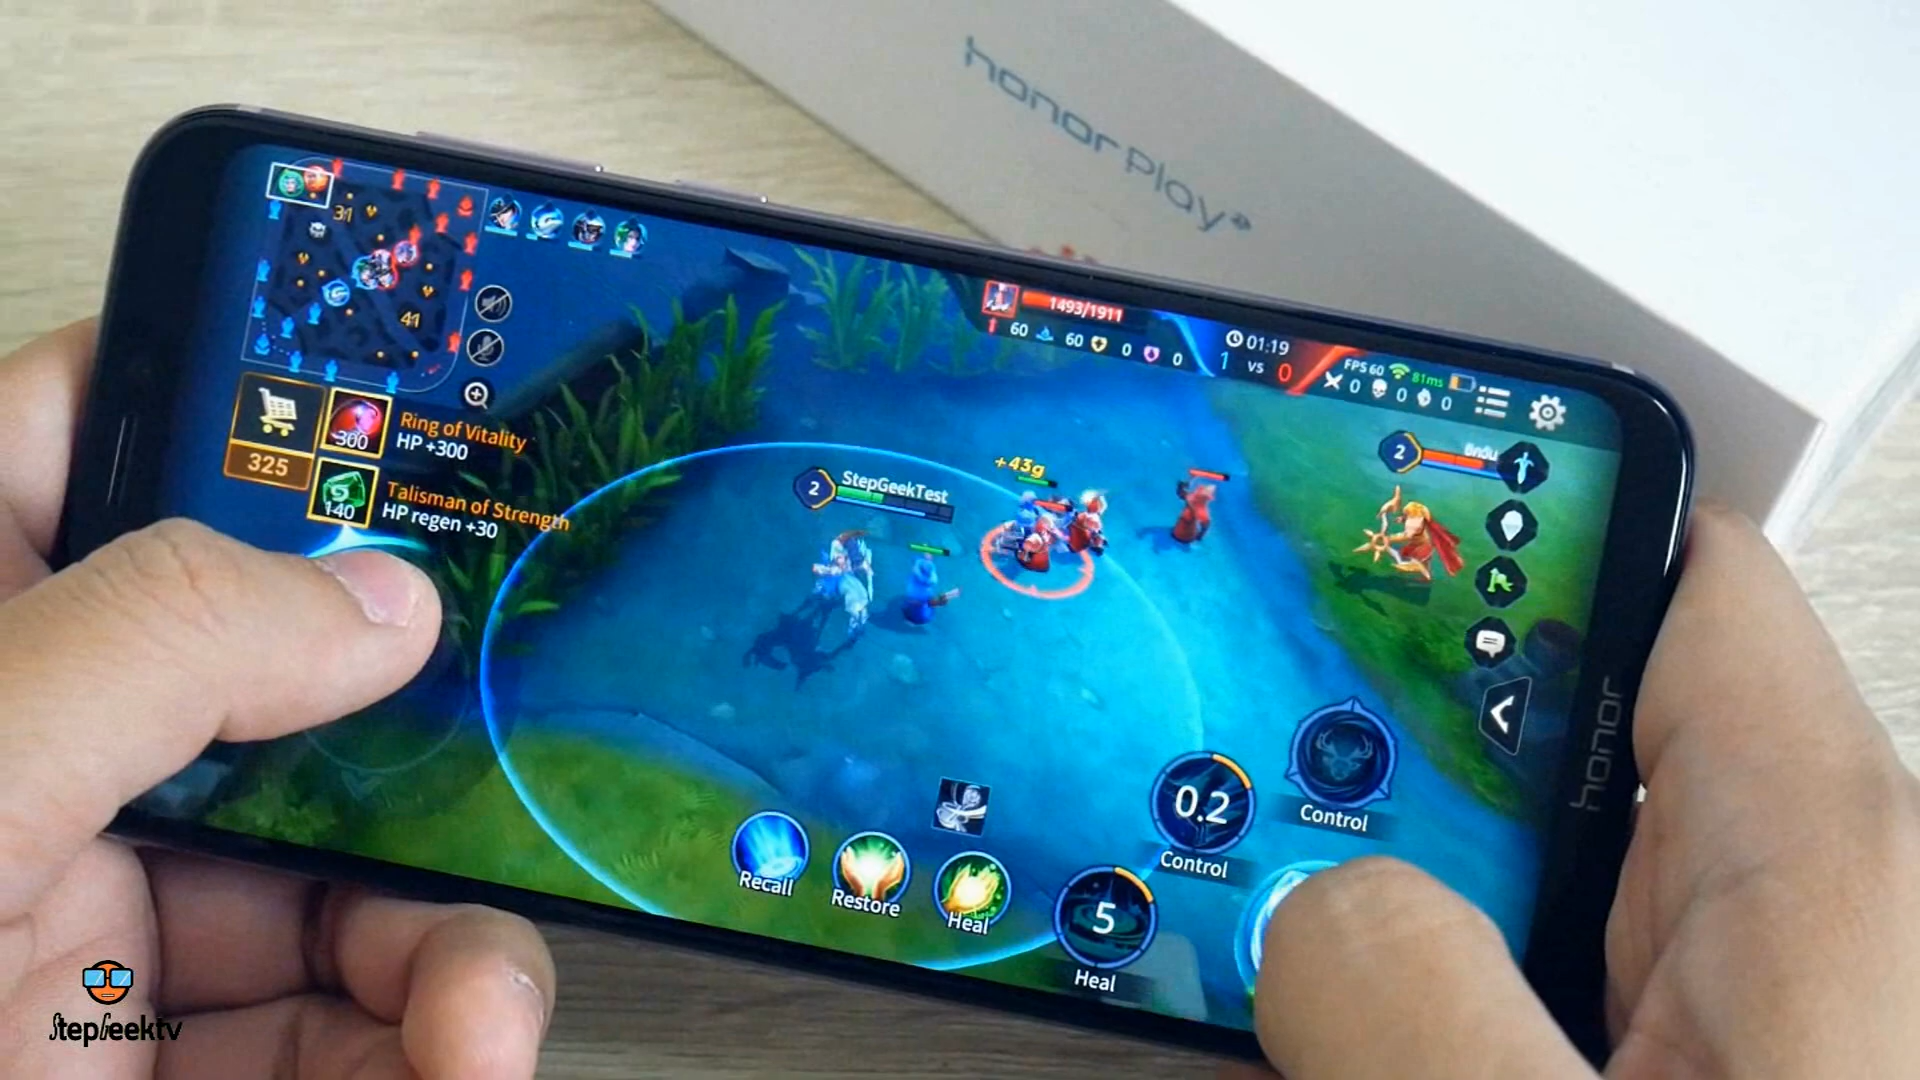 honor play
31
41
325
300
Ring of Vitality
HP +300
140
Talisman of Strength
HP regen +30
1493/1911
60
60
0
0
01:19
1 vs 0
FPS 60
81ms
0
0
0
2
StepGeekTest
+43g
2
Recall
Restore
Heal
5
Heal
0.2
Control
Control
honor
StepGeektv